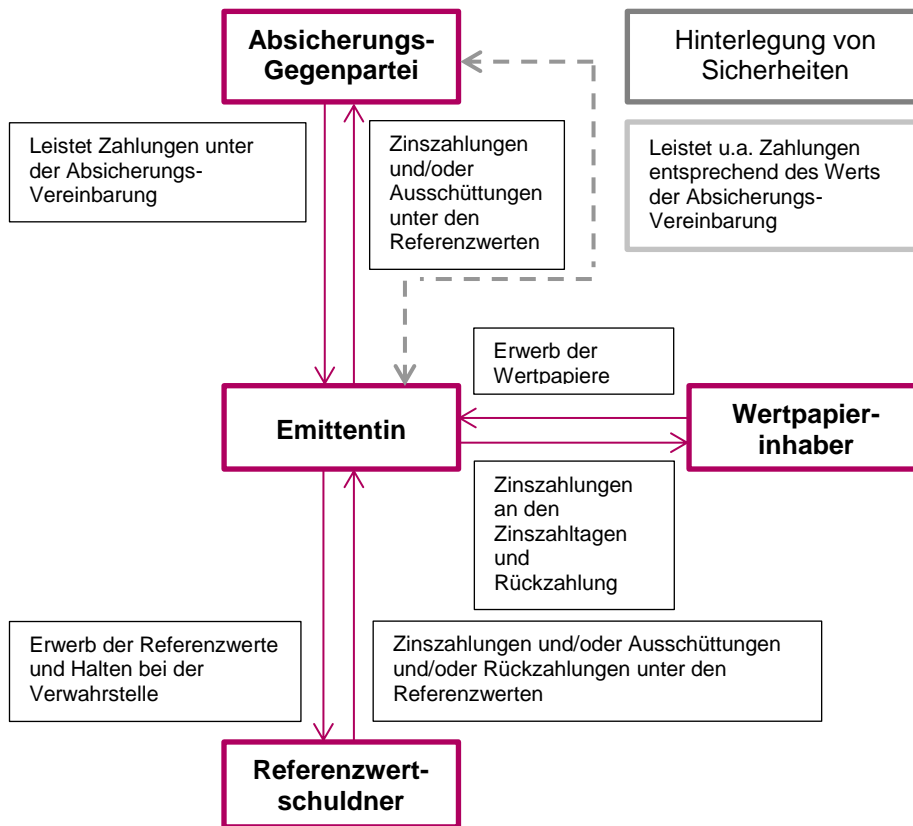 Absicherungs-
Gegenpartei
Hinterlegung von
Sicherheiten
Leistet Zahlungen unter
der Absicherungs-
Vereinbarung
Zinszahlungen
und/oder
Ausschüttungen
unter den
Referenzwerten
Leistet u.a. Zahlungen
entsprechend des Werts
der Absicherungs-
Vereinbarung
Erwerb der
Wertpapiere
Emittentin
Wertpapier-
inhaber
Zinszahlungen
an den
Zinszahltagen
und
Rückzahlung
Erwerb der Referenzwerte
und Halten bei der
Verwahrstelle
Zinszahlungen und/oder Ausschüttungen
und/oder Rückzahlungen unter den
Referenzwerten
Referenzwert-
schuldner